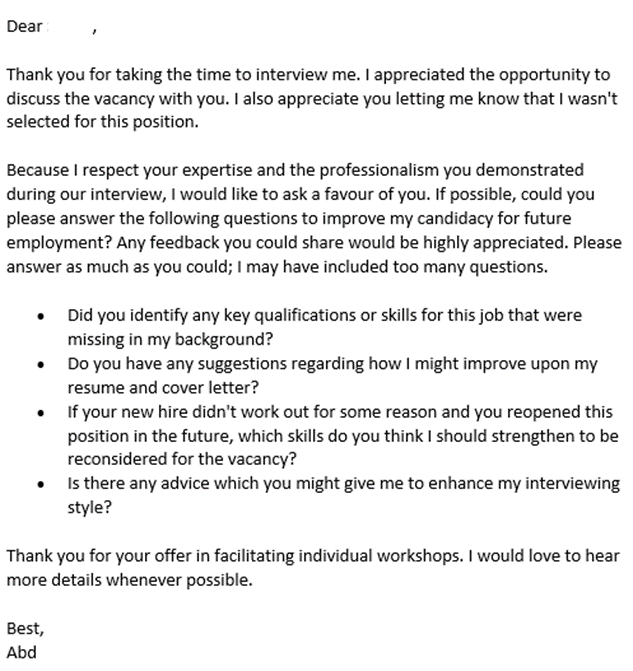 Dear ,
Thank you for taking the time to interview me. I appreciated the opportunity to
discuss the vacancy with you. I also appreciate you letting me know that I wasn't
selected for this position.
Because I respect your expertise and the professionalism you demonstrated
during our interview, I would like to ask a favour of you. If possible, could you
please answer the following questions to improve my candidacy for future
employment? Any feedback you could share would be highly appreciated. Please
answer as much as you could; I may have included too many questions.
• Did you identify any key qualifications or skills for this job that were
missing in my background?
• Do you have any suggestions regarding how I might improve upon my
resume and cover letter?
• If your new hire didn't work out for some reason and you reopened this
position in the future, which skills do you think I should strengthen to be
reconsidered for the vacancy?
• Is there any advice which you might give me to enhance my interviewing
style?
Thank you for your offer in facilitating individual workshops. I would love to hear
more details whenever possible.
Best,
Abd